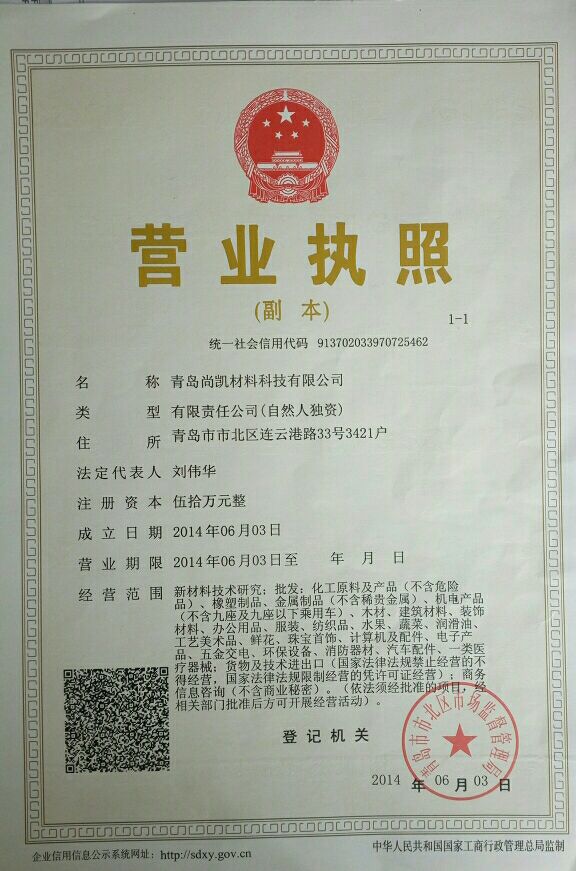 营业执照
(副 本)
1-1
统一社会信用代码 913702033970725462
名 称 青岛尚凯材料科技有限公司
类 型 有限责任公司(自然人独资)
住 所 青岛市市北区连云港路33号3421户
法定代表人 刘伟华
注册资本 伍拾万元整
成立日期 2014年06月03日
营业期限 2014年06月03日至 年 月 日
经营范围 新材料技术研究；批发：化工原料及产品（不含危险
品）、橡塑制品、金属制品（不含稀贵金属）、机电产品
（不含九座及九座以下乘用车）、木材、建筑材料、装饰
材料、办公用品、服装、纺织品、水果、蔬菜、润滑油、
工艺美术品、鲜花、珠宝首饰、计算机及配件、电子产
品、五金交电、环保设备、消防器材、汽车配件、一类医
疗器械；货物及技术进出口（国家法律法规禁止经营的不
得经营，国家法律法规限制经营的凭许可证经营）；商务
信息咨询（不含商业秘密）。（依法须经批准的项目，经
相关部门批准后方可开展经营活动）。
登记机关
青岛市市北区市场监督管理局
2014 年 06 月 03 日
企业信用信息公示系统网址：http://sdxy.gov.cn
中华人民共和国国家工商行政管理总局监制